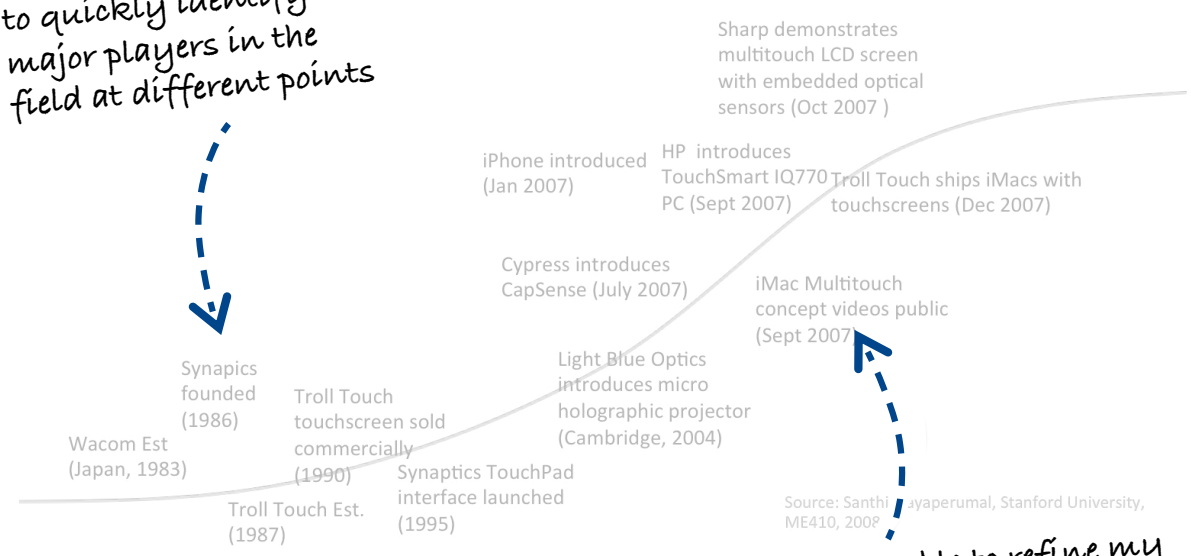 to quickly identify
major players in the
field at different points
Sharp demonstrates
multitouch LCD screen
with embedded optical
sensors (Oct 2007 )
iPhone introduced
(Jan 2007)
HP introduces
TouchSmart IQ770
PC (Sept 2007)
Troll Touch ships iMacs with
touchscreens (Dec 2007)
Cypress introduces
CapSense (July 2007)
iMac Multitouch
concept videos public
(Sept 2007)
Light Blue Optics
introduces micro
holographic projector
(Cambridge, 2004)
Synapics
founded
(1986)
Troll Touch
touchscreen sold
commercially
(1990)
Wacom Est
(Japan, 1983)
Synaptics TouchPad
interface launched
(1995)
Troll Touch Est.
(1987)
Source: Santhi ayaperumal, Stanford University,
ME410, 2008
to refine my